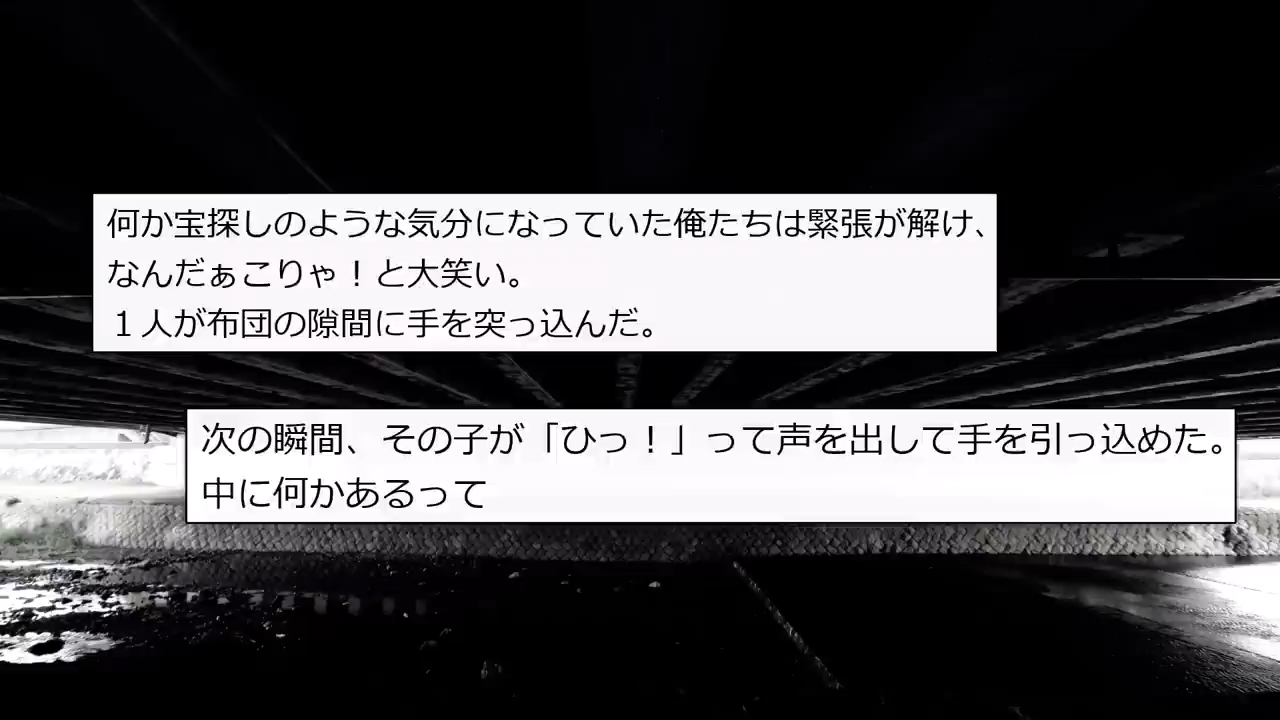 何か宝探しのような気分になっていた俺たちは緊張が解け、
なんだぁこりゃ！と大笑い。
１人が布団の隙間に手を突っ込んだ。
次の瞬間、その子が「ひっ！」って声を出して手を引っ込めた。
中に何かあるって